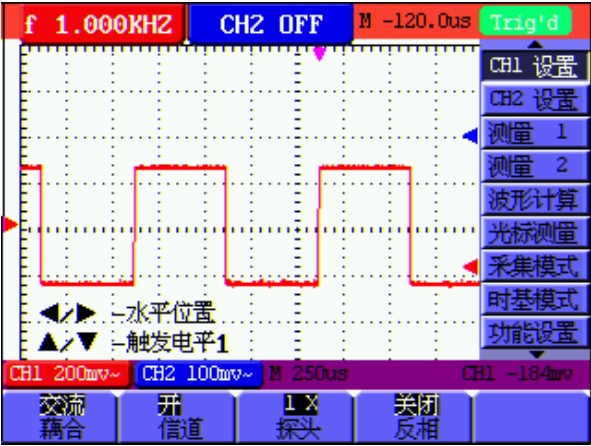 f 1.000KHZ CH2 OFF M -120.0us Trig'd
CH1 设置
CH2 设置
测量 1
测量 2
波形计算
光标测量
采集模式
时基模式
功能设置
◀/▶ -水平位置
▲/▼ -触发电平1
CH1 200mv~ CH2 100mv~ M 250us CH1 -184mv
交流 开 1 X 关闭
藕合 信道 探头 反相